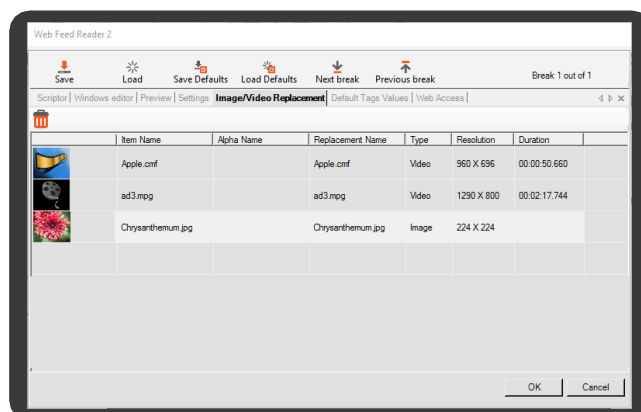 Web Feed Reader 2
Save Load Save Defaults Load Defaults Next break Previous break Break 1 out of 1
Scriptor Windows editor Preview Settings Image/Video Replacement Default Tags Values Web Access
Item Name Alpha Name Replacement Name Type Resolution Duration
Apple.cmf Apple.cmf Video 960 X 696 00:00:50.660
ad3.mpg ad3.mpg Video 1290 X 800 00:02:17.744
Chrysanthemum.jpg Chrysanthemum.jpg Image 224 X 224
OK Cancel